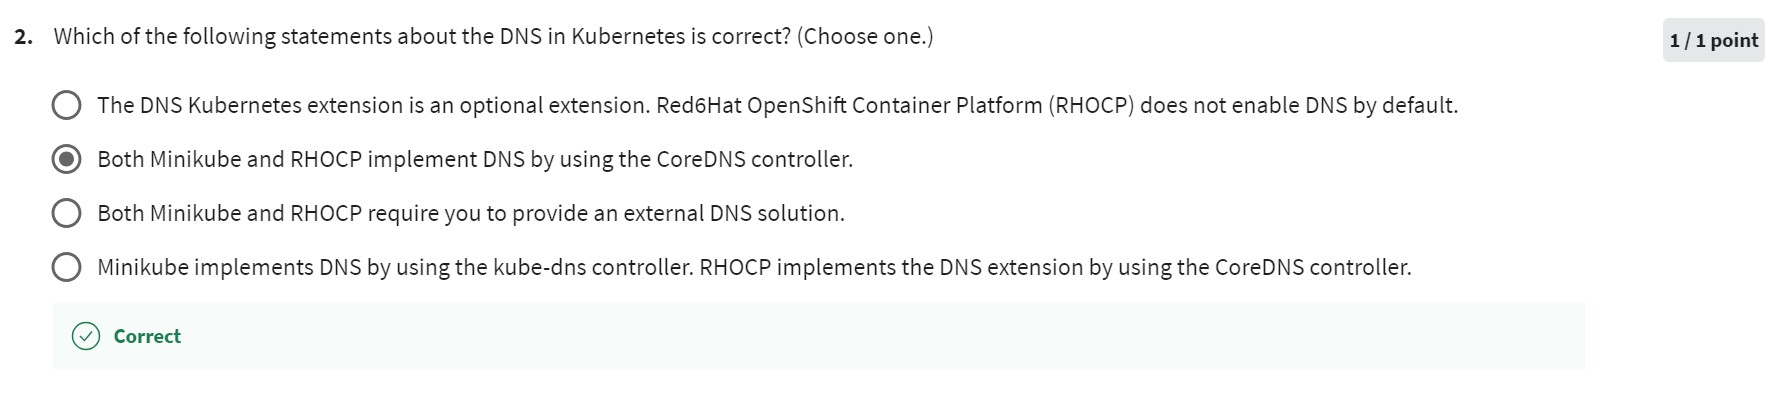 2. Which of the following statements about the DNS in Kubernetes is correct? (Choose one.)
1 / 1 point
The DNS Kubernetes extension is an optional extension. Red6Hat OpenShift Container Platform (RHOCP) does not enable DNS by default.
Both Minikube and RHOCP implement DNS by using the CoreDNS controller.
Both Minikube and RHOCP require you to provide an external DNS solution.
Minikube implements DNS by using the kube-dns controller. RHOCP implements the DNS extension by using the CoreDNS controller.
Correct